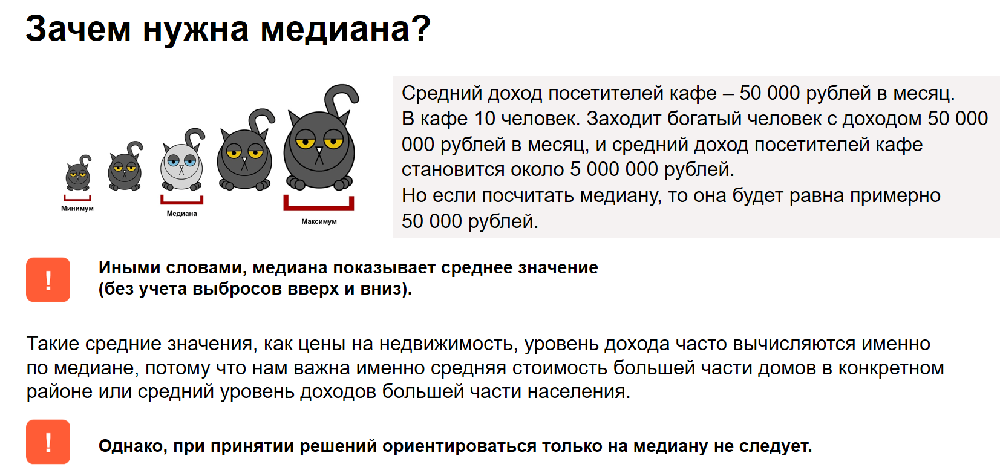 Зачем нужна медиана?
Средний доход посетителей кафе – 50 000 рублей в месяц.
В кафе 10 человек. Заходит богатый человек с доходом 50 000
000 рублей в месяц, и средний доход посетителей кафе
становится около 5 000 000 рублей.
Но если посчитать медиану, то она будет равна примерно
50 000 рублей.
Минимум
Медиана
Максимум
!
Иными словами, медиана показывает среднее значение
(без учета выбросов вверх и вниз).
Такие средние значения, как цены на недвижимость, уровень дохода часто вычисляются именно
по медиане, потому что нам важна именно средняя стоимость большей части домов в конкретном
районе или средний уровень доходов большей части населения.
!
Однако, при принятии решений ориентироваться только на медиану не следует.